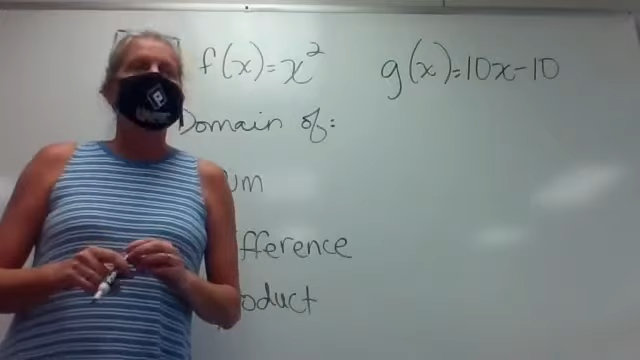 f(x)=x² g(x)=10x-10
Domain of:
um
fference
oduct